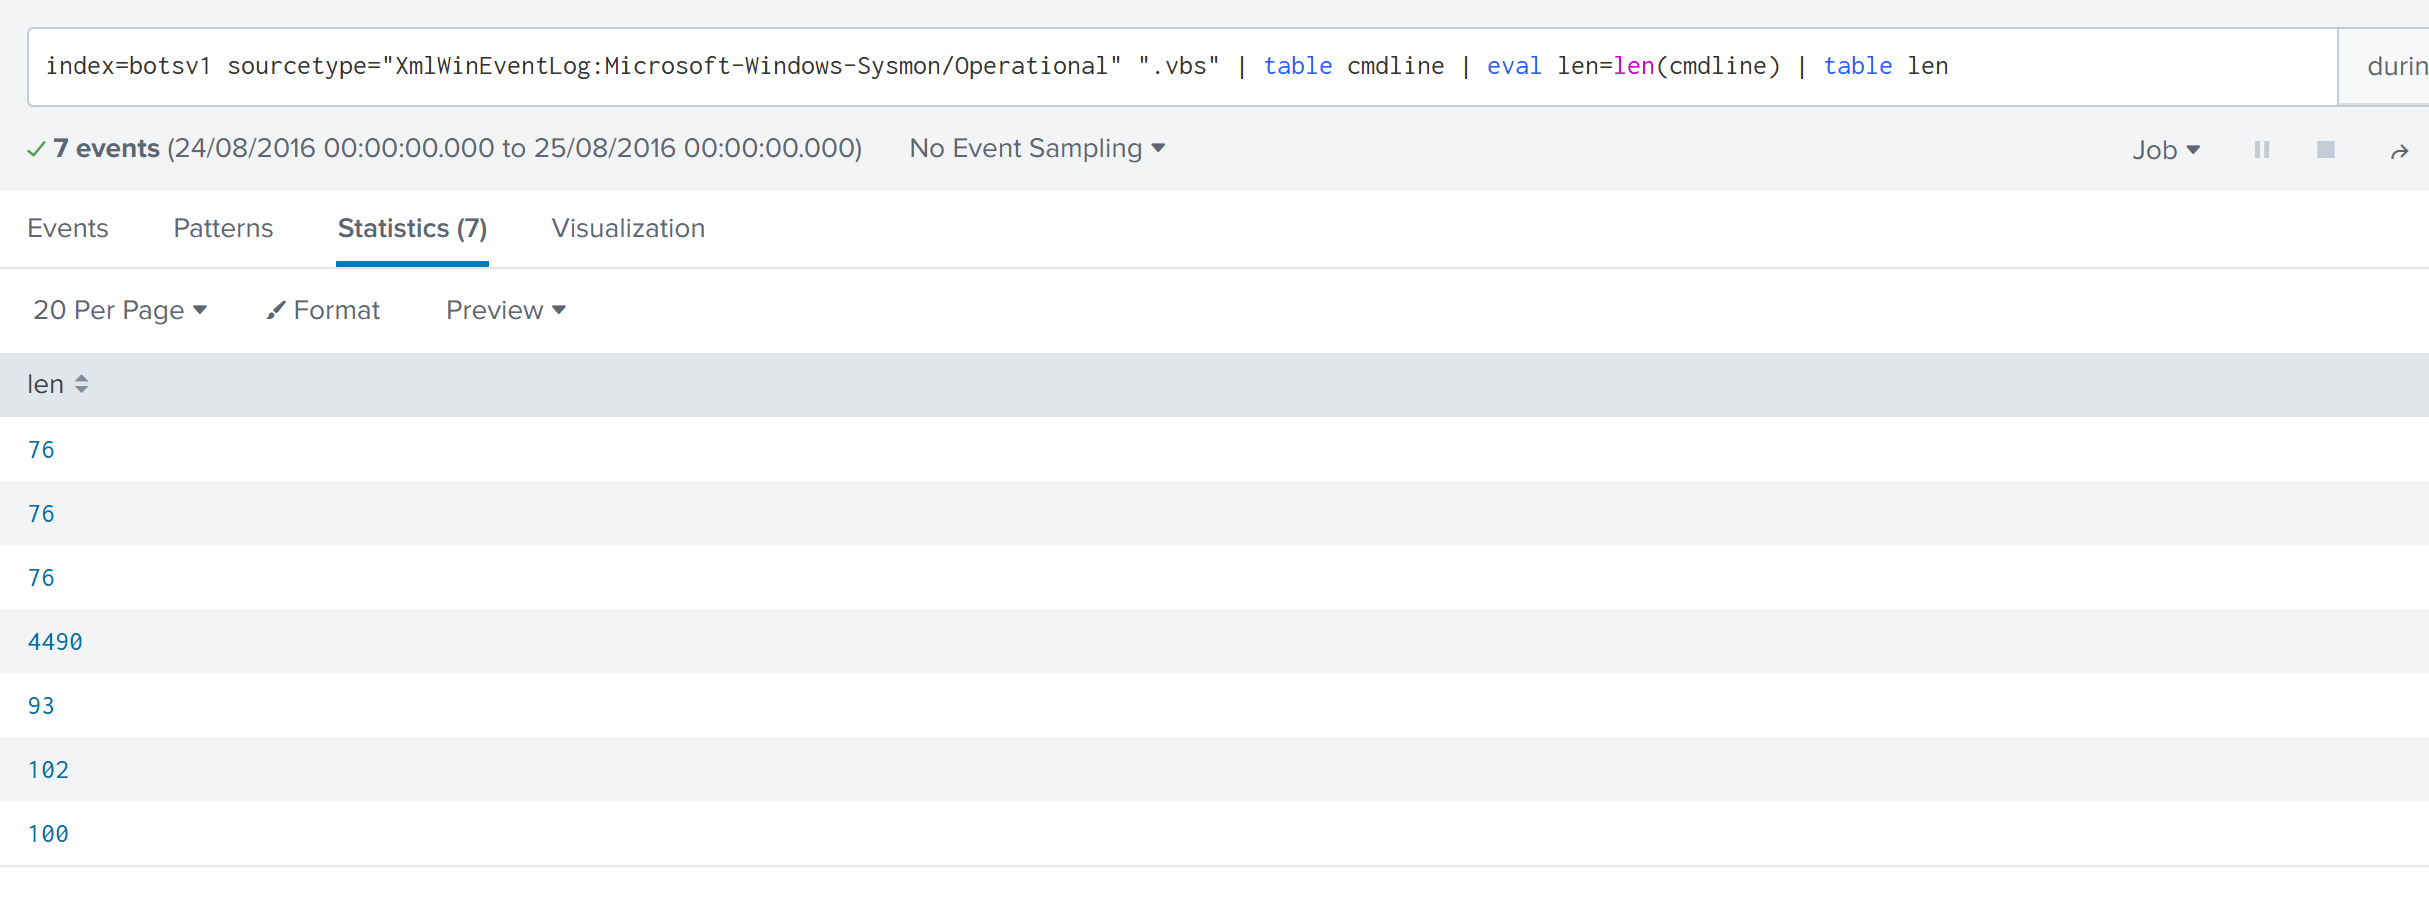 index=botsv1 sourcetype="XmlWinEventLog:Microsoft-Windows-Sysmon/Operational" ".vbs" | table cmdline | eval len=len(cmdline) | table len
durin
7 events (24/08/2016 00:00:00.000 to 25/08/2016 00:00:00.000) No Event Sampling Job
Events Patterns Statistics (7) Visualization
20 Per Page Format Preview
len
76
76
76
4490
93
102
100